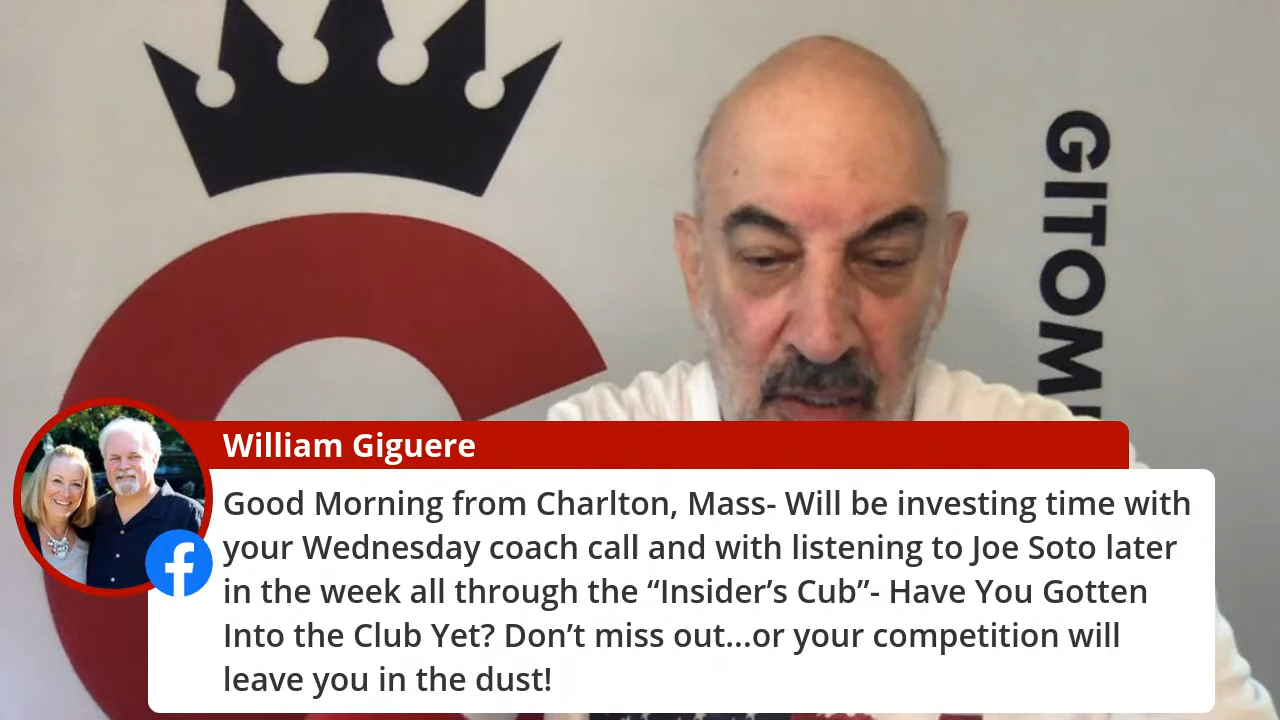 GITOM
William Giguere
Good Morning from Charlton, Mass- Will be investing time with
your Wednesday coach call and with listening to Joe Soto later
in the week all through the “Insider’s Cub”- Have You Gotten
Into the Club Yet? Don’t miss out...or your competition will
leave you in the dust!